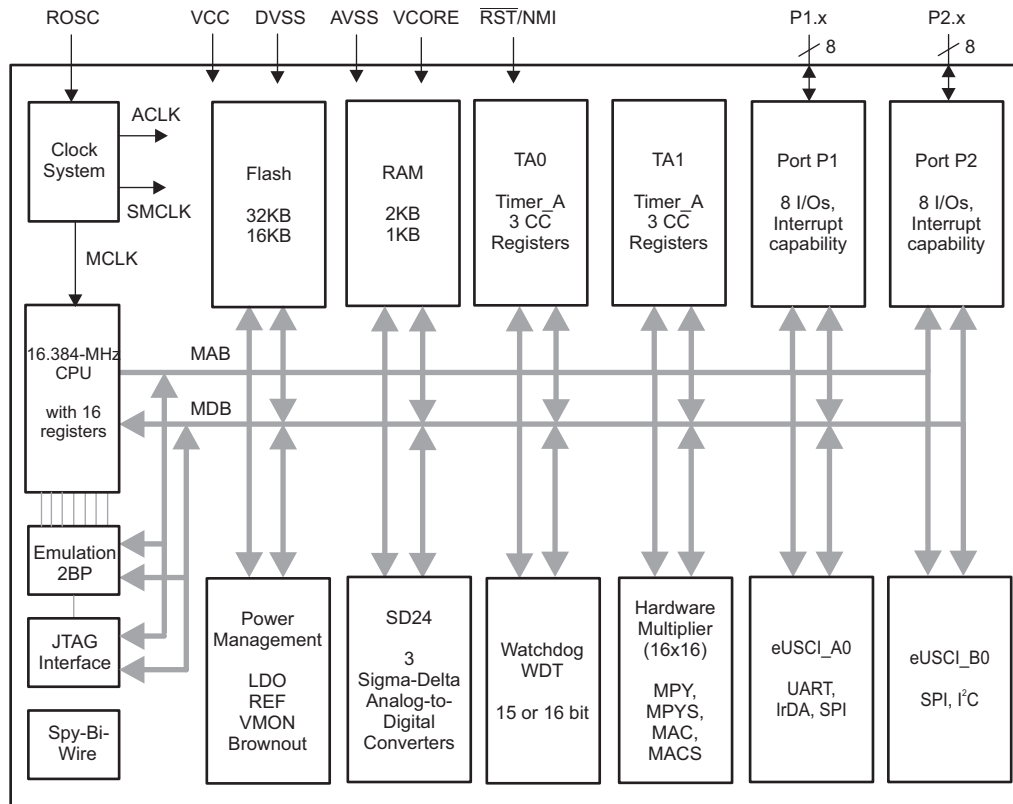 ROSC
VCC
DVSS
AVSS
VCORE
RST/NMI
P1.x
P2.x
8
8
Clock
System
ACLK
SMCLK
MCLK
Flash
32KB
16KB
RAM
2KB
1KB
TA0
Timer_A
3 CC
Registers
TA1
Timer_A
3 CC
Registers
Port P1
8 I/Os,
Interrupt
capability
Port P2
8 I/Os,
Interrupt
capability
16.384-MHz
CPU
with 16
registers
MAB
MDB
Emulation
2BP
JTAG
Interface
Spy-Bi-
Wire
Power
Management
LDO
REF
VMON
Brownout
SD24
3
Sigma-Delta
Analog-to-
Digital
Converters
Watchdog
WDT
15 or 16 bit
Hardware
Multiplier
(16x16)
MPY,
MPYS,
MAC,
MACS
eUSCI_A0
UART,
IrDA, SPI
eUSCI_B0
SPI, I²C